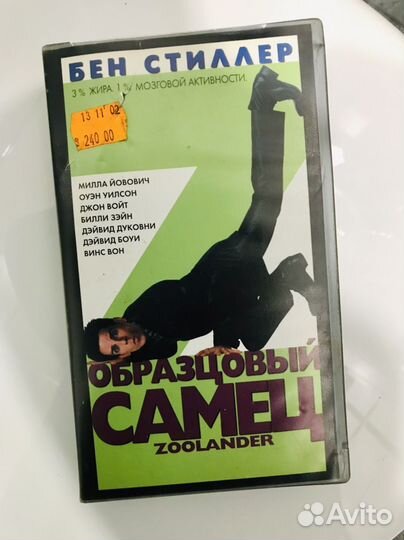 БЕН СТИЛЛЕР
3% ЖИРА. 1% МОЗГОВОЙ АКТИВНОСТИ.
13 11 02
240 00
МИЛЛА ЙОВОВИЧ
ОУЭН УИЛСОН
ДЖОН ВОЙТ
БИЛЛИ ЗЭЙН
ДЭЙВИД ДУКОВНИ
ДЭЙВИД БОУИ
ВИНС ВОН
ОБРАЗЦОВЫЙ
САМЕЦ
ZOOLANDER
Avito